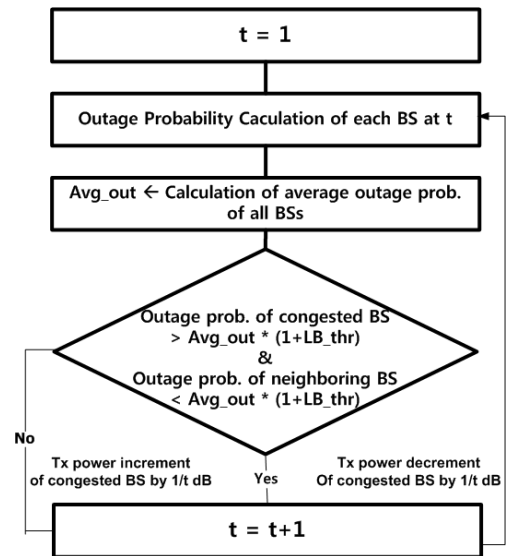 t = 1
Outage Probability Caculation of each BS at t
Avg_out ← Calculation of average outage prob.
of all BSs
Outage prob. of congested BS
> Avg_out * (1+LB_thr)
&
Outage prob. of neighboring BS
< Avg_out * (1+LB_thr)
No
Tx power increment
of congested BS by 1/t dB
Yes
Tx power decrement
Of congested BS by 1/t dB
t = t+1